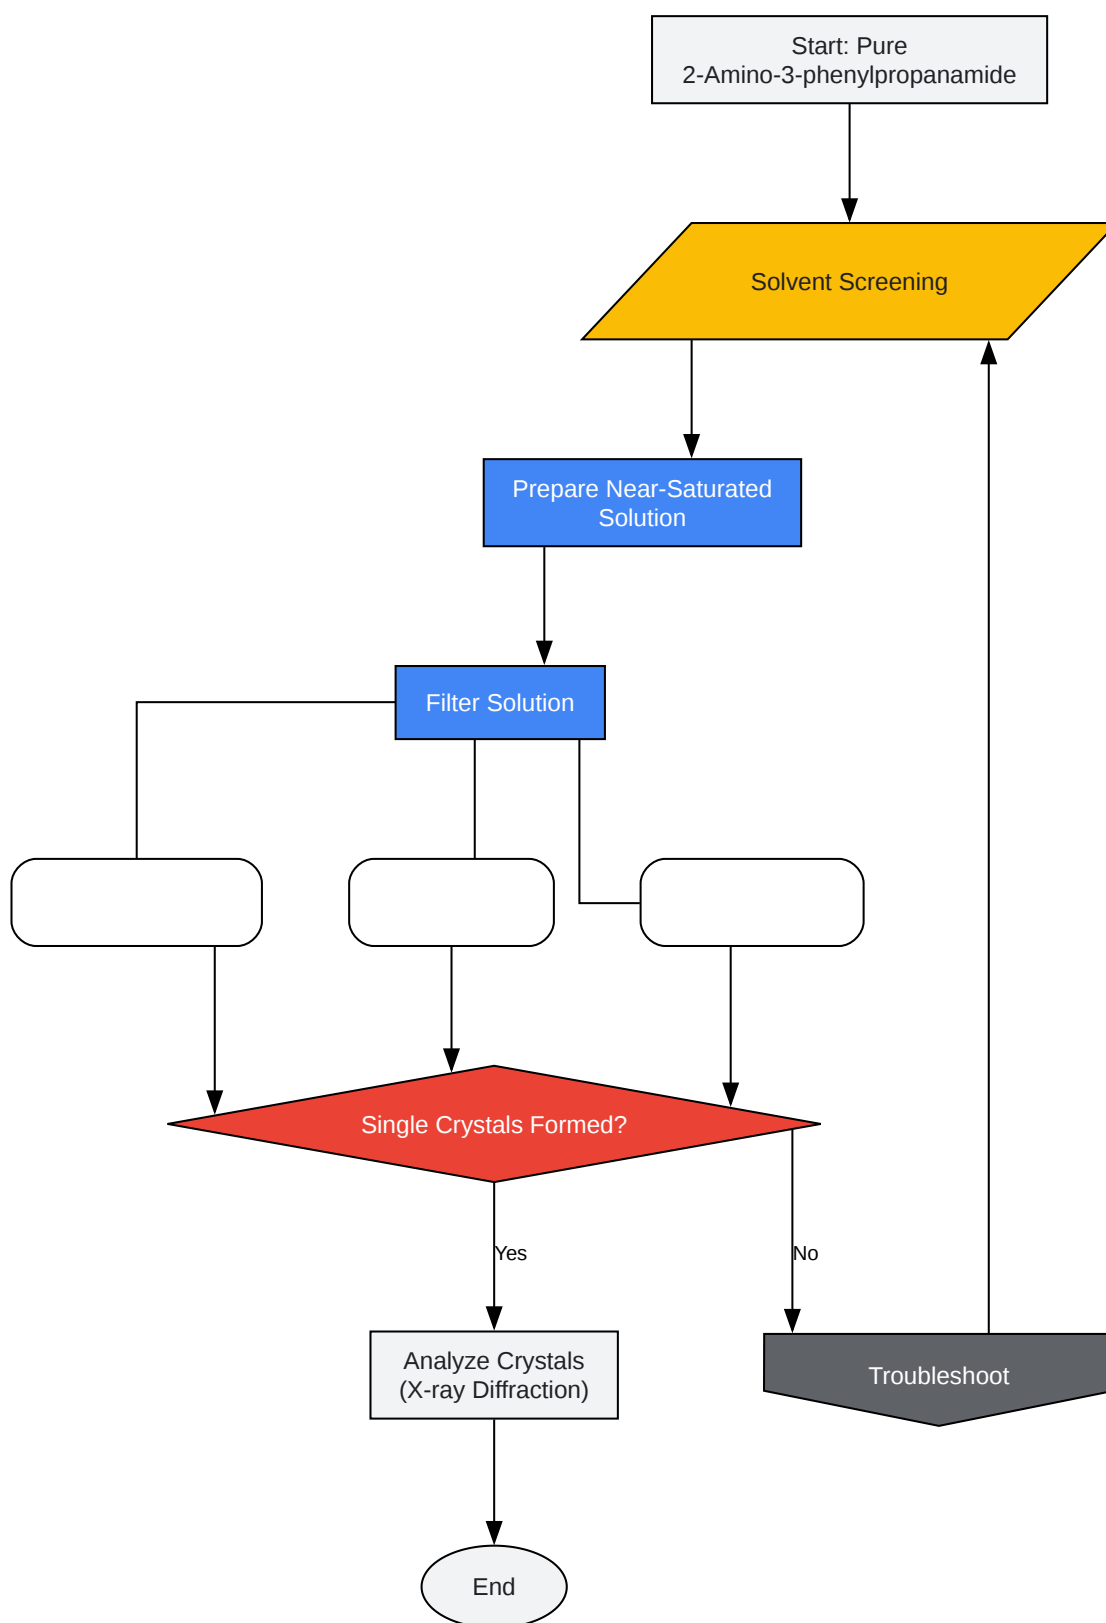 Start: Pure
2-Amino-3-phenylpropanamide
Solvent Screening
Prepare Near-Saturated
Solution
Filter Solution
Single Crystals Formed?
Yes
No
Analyze Crystals
(X-ray Diffraction)
Troubleshoot
End